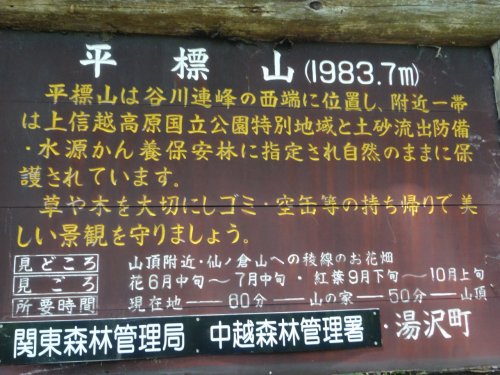 平標山(1983.7m)
平標山は谷川連峰の西端に位置し、附近一帯
は上信越高原国立公園特別地域と土砂流出防備
・水源かん養保安林に指定され自然のままに保
護されています。
草や木を大切にしゴミ・空缶等の持ち帰りで美
しい景観を守りましょう。
見どころ 山頂附近・仙ノ倉山への稜線のお花畑
見ごろ 花6月中旬～7月中旬・紅葉9月下旬～10月上旬
所要時間 現在地――60分――山の家――50分――山頂
関東森林管理局 中越森林管理署・湯沢町